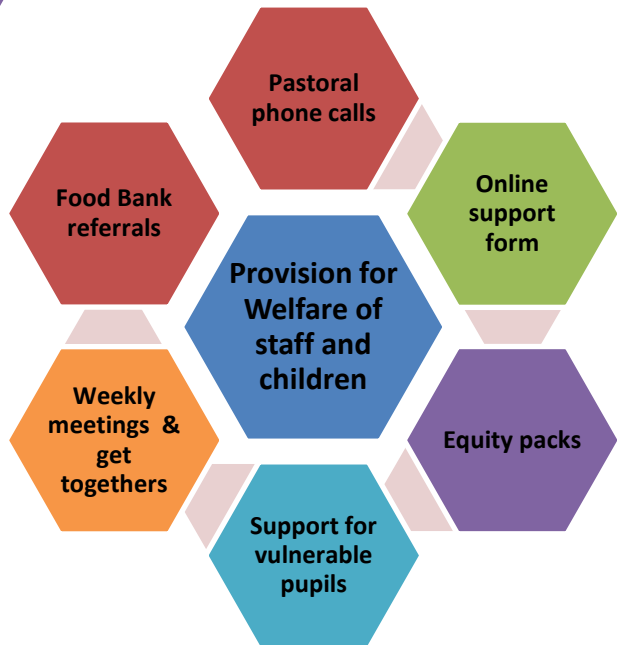 Pastoral
phone calls
Food Bank
referrals
Online
support
form
Provision for
Welfare of
staff and
children
Weekly
meetings & 
get
togethers
Equity packs
Support for
vulnerable
pupils